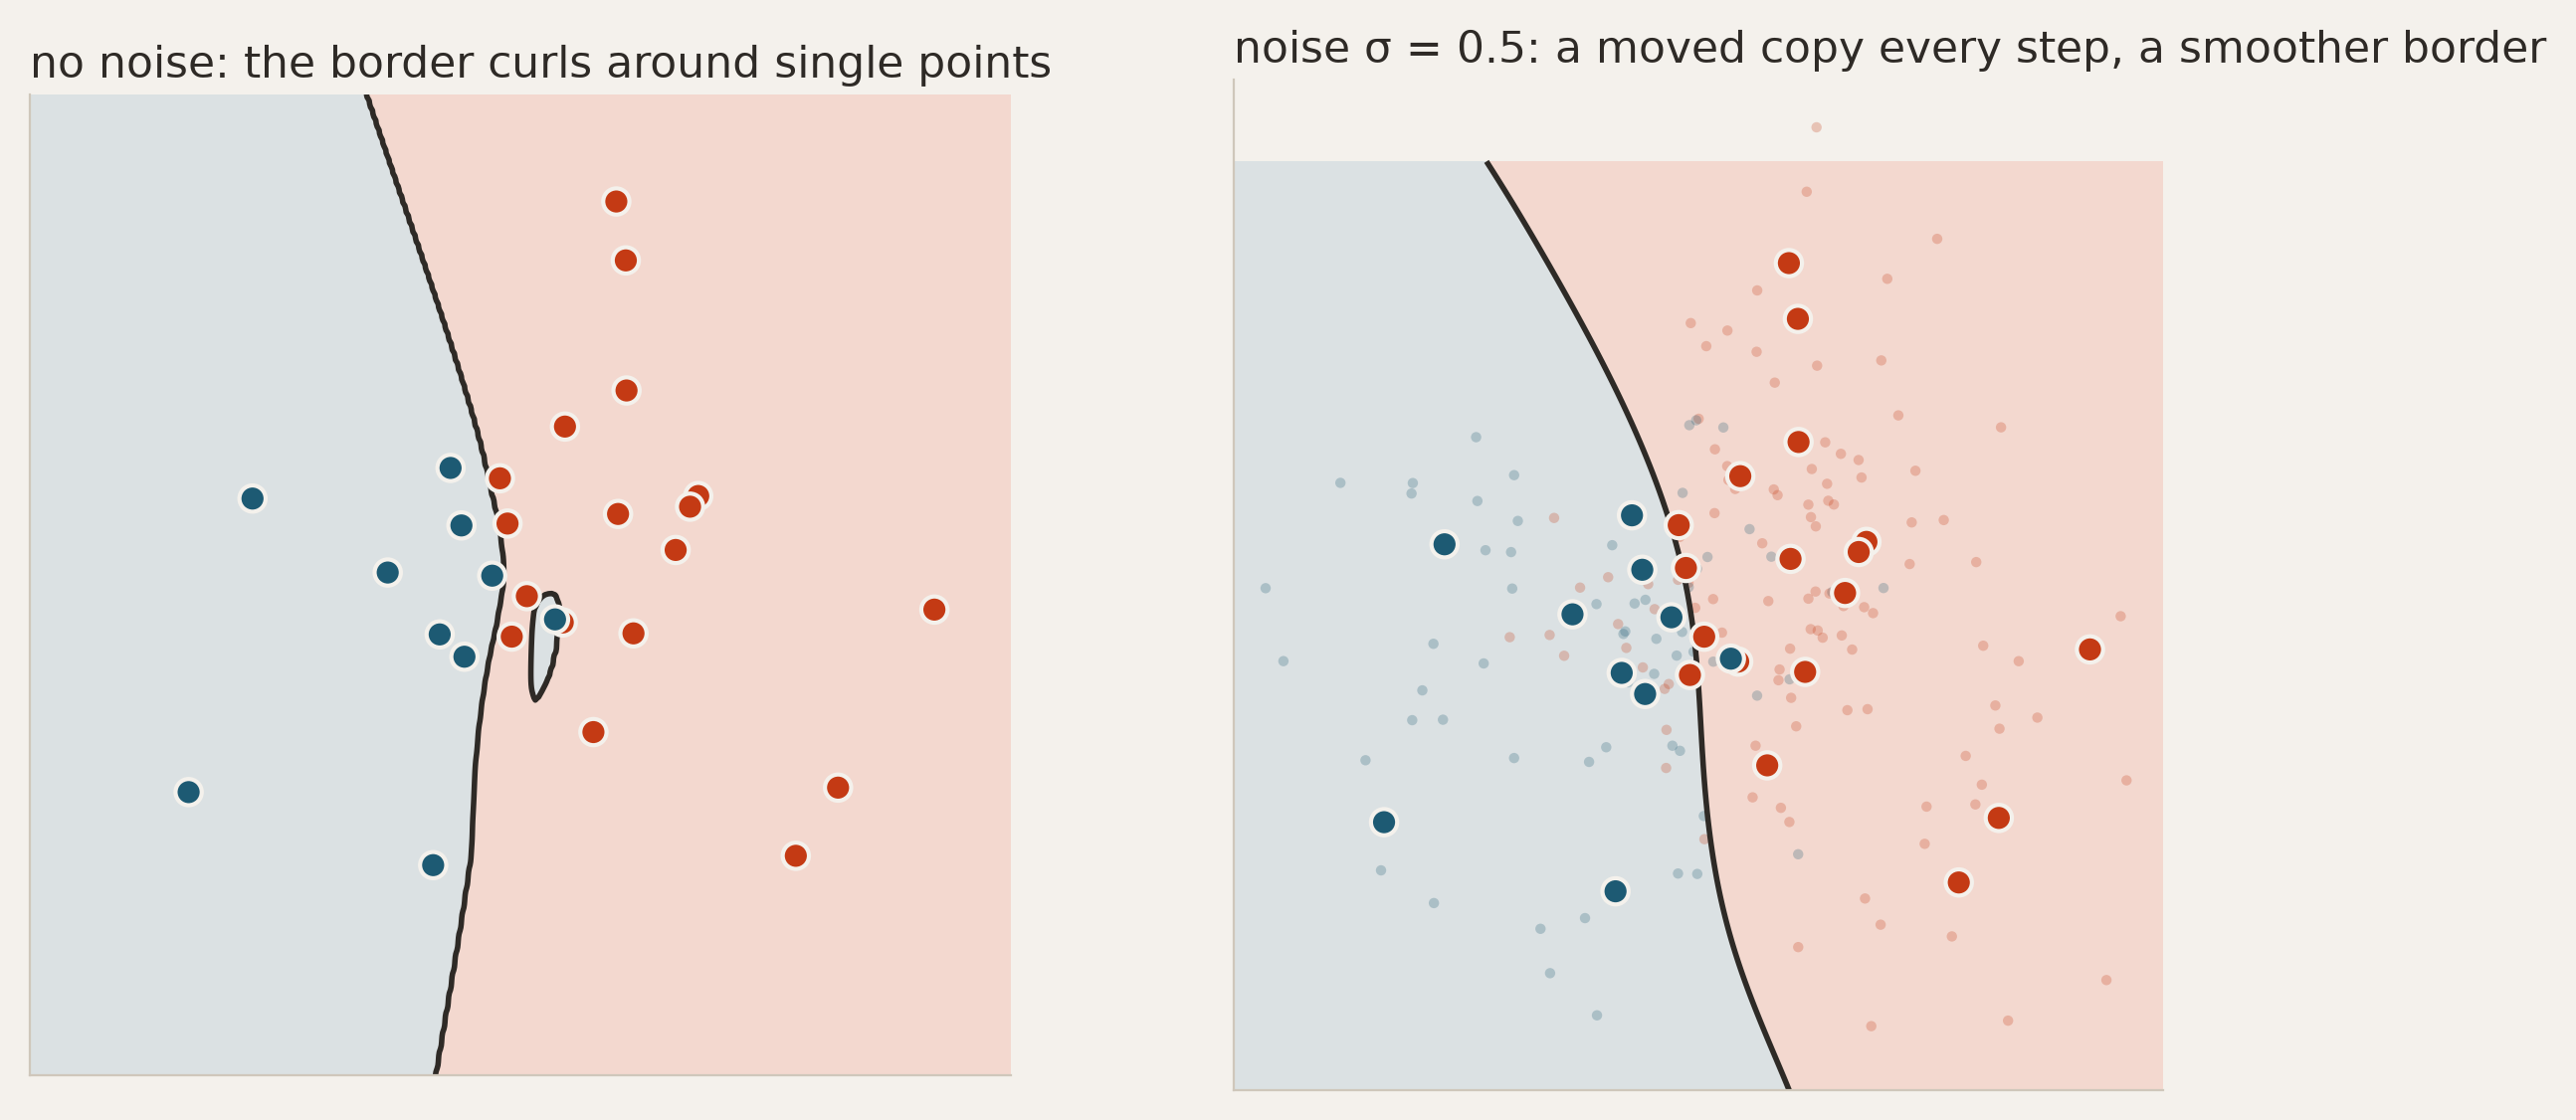 no noise: the border curls around single points
noise σ = 0.5: a moved copy every step, a smoother border